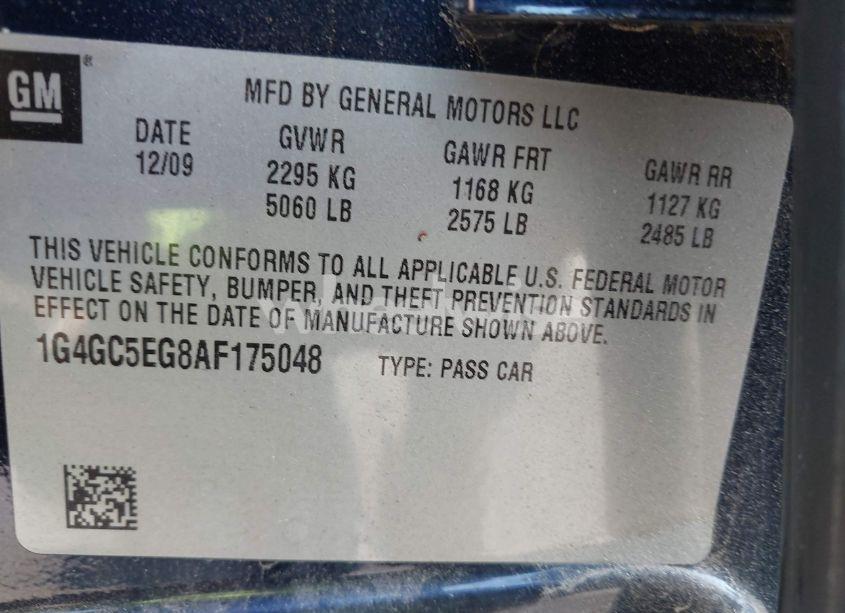 GM
MFD BY GENERAL MOTORS LLC
DATE GVWR GAWR FRT GAWR RR
12/09 2295 KG 1168 KG 1127 KG
5060 LB 2575 LB 2485 LB
THIS VEHICLE CONFORMS TO ALL APPLICABLE U.S. FEDERAL MOTOR
VEHICLE SAFETY, BUMPER, AND THEFT PREVENTION STANDARDS IN
EFFECT ON THE DATE OF MANUFACTURE SHOWN ABOVE.
1G4GC5EG8AF175048 TYPE: PASS CAR